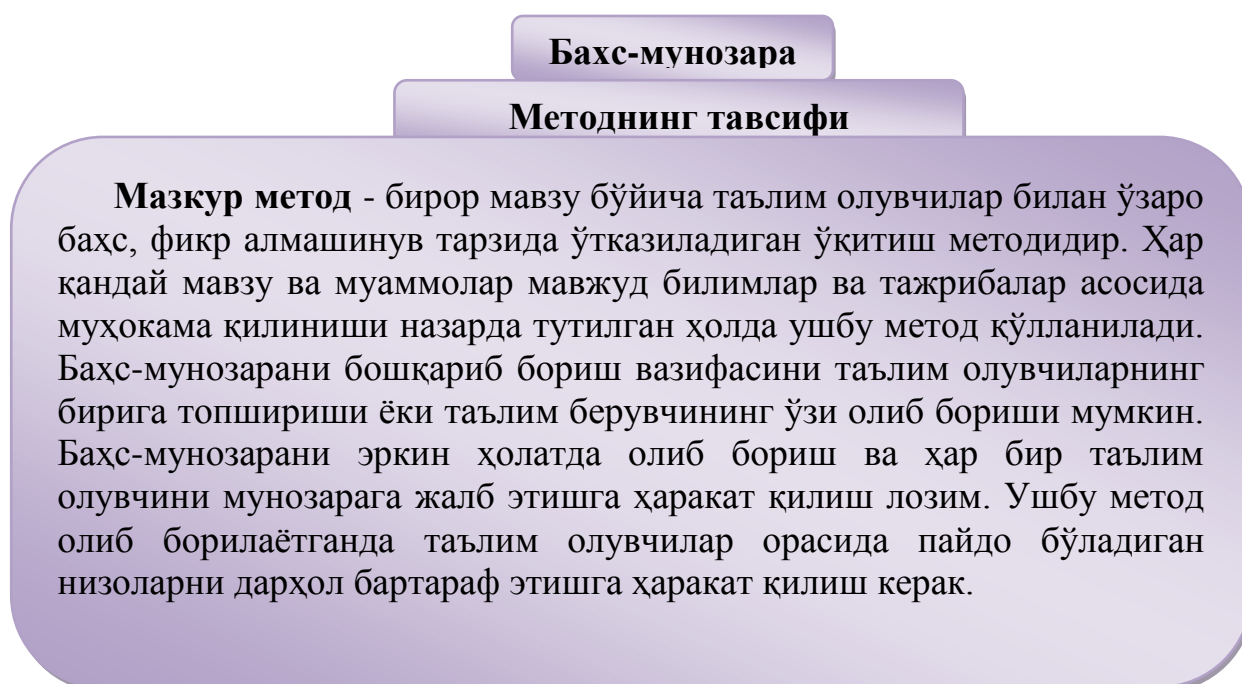 Бахс-мунозара
Методнинг тавсифи
Мазкур метод - бирор мавзу бўйича таълим олувчилар билан ўзаро
баҳс, фикр алмашинув тарзида ўтказиладиган ўқитиш методидир. Ҳар
қандай мавзу ва муаммолар мавжуд билимлар ва тажрибалар асосида
муҳокама қилиниши назарда тутилган ҳолда ушбу метод қўлланилади.
Баҳс-мунозарани бошқариб бориш вазифасини таълим олувчиларнинг
бирига топшириши ёки таълим берувчининг ўзи олиб бориши мумкин.
Баҳс-мунозарани эркин ҳолатда олиб бориш ва ҳар бир таълим
олувчини мунозарага жалб этишга ҳаракат қилиш лозим. Ушбу метод
олиб борилаётганда таълим олувчилар орасида пайдо бўладиган
низоларни дарҳол бартараф этишга ҳаракат қилиш керак.